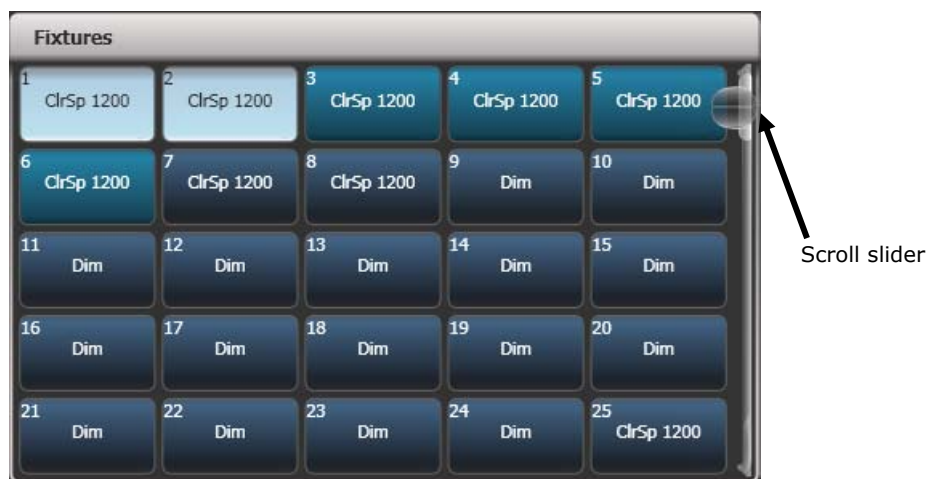 Fixtures
1 2 3 4 5
ClrSp 1200 ClrSp 1200 ClrSp 1200 ClrSp 1200 ClrSp 1200
6 7 8 9 10
ClrSp 1200 ClrSp 1200 ClrSp 1200 Dim Dim
11 12 13 14 15
Dim Dim Dim Dim Dim
Scroll slider
16 17 18 19 20
Dim Dim Dim Dim Dim
21 22 23 24 25
Dim Dim Dim Dim ClrSp 1200